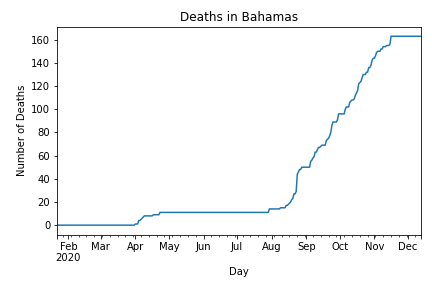 Deaths in Bahamas
160
140
120
100
80
60
40
20
0
Number of Deaths
Feb Mar Apr May Jun Jul Aug Sep Oct Nov Dec
2020
Day